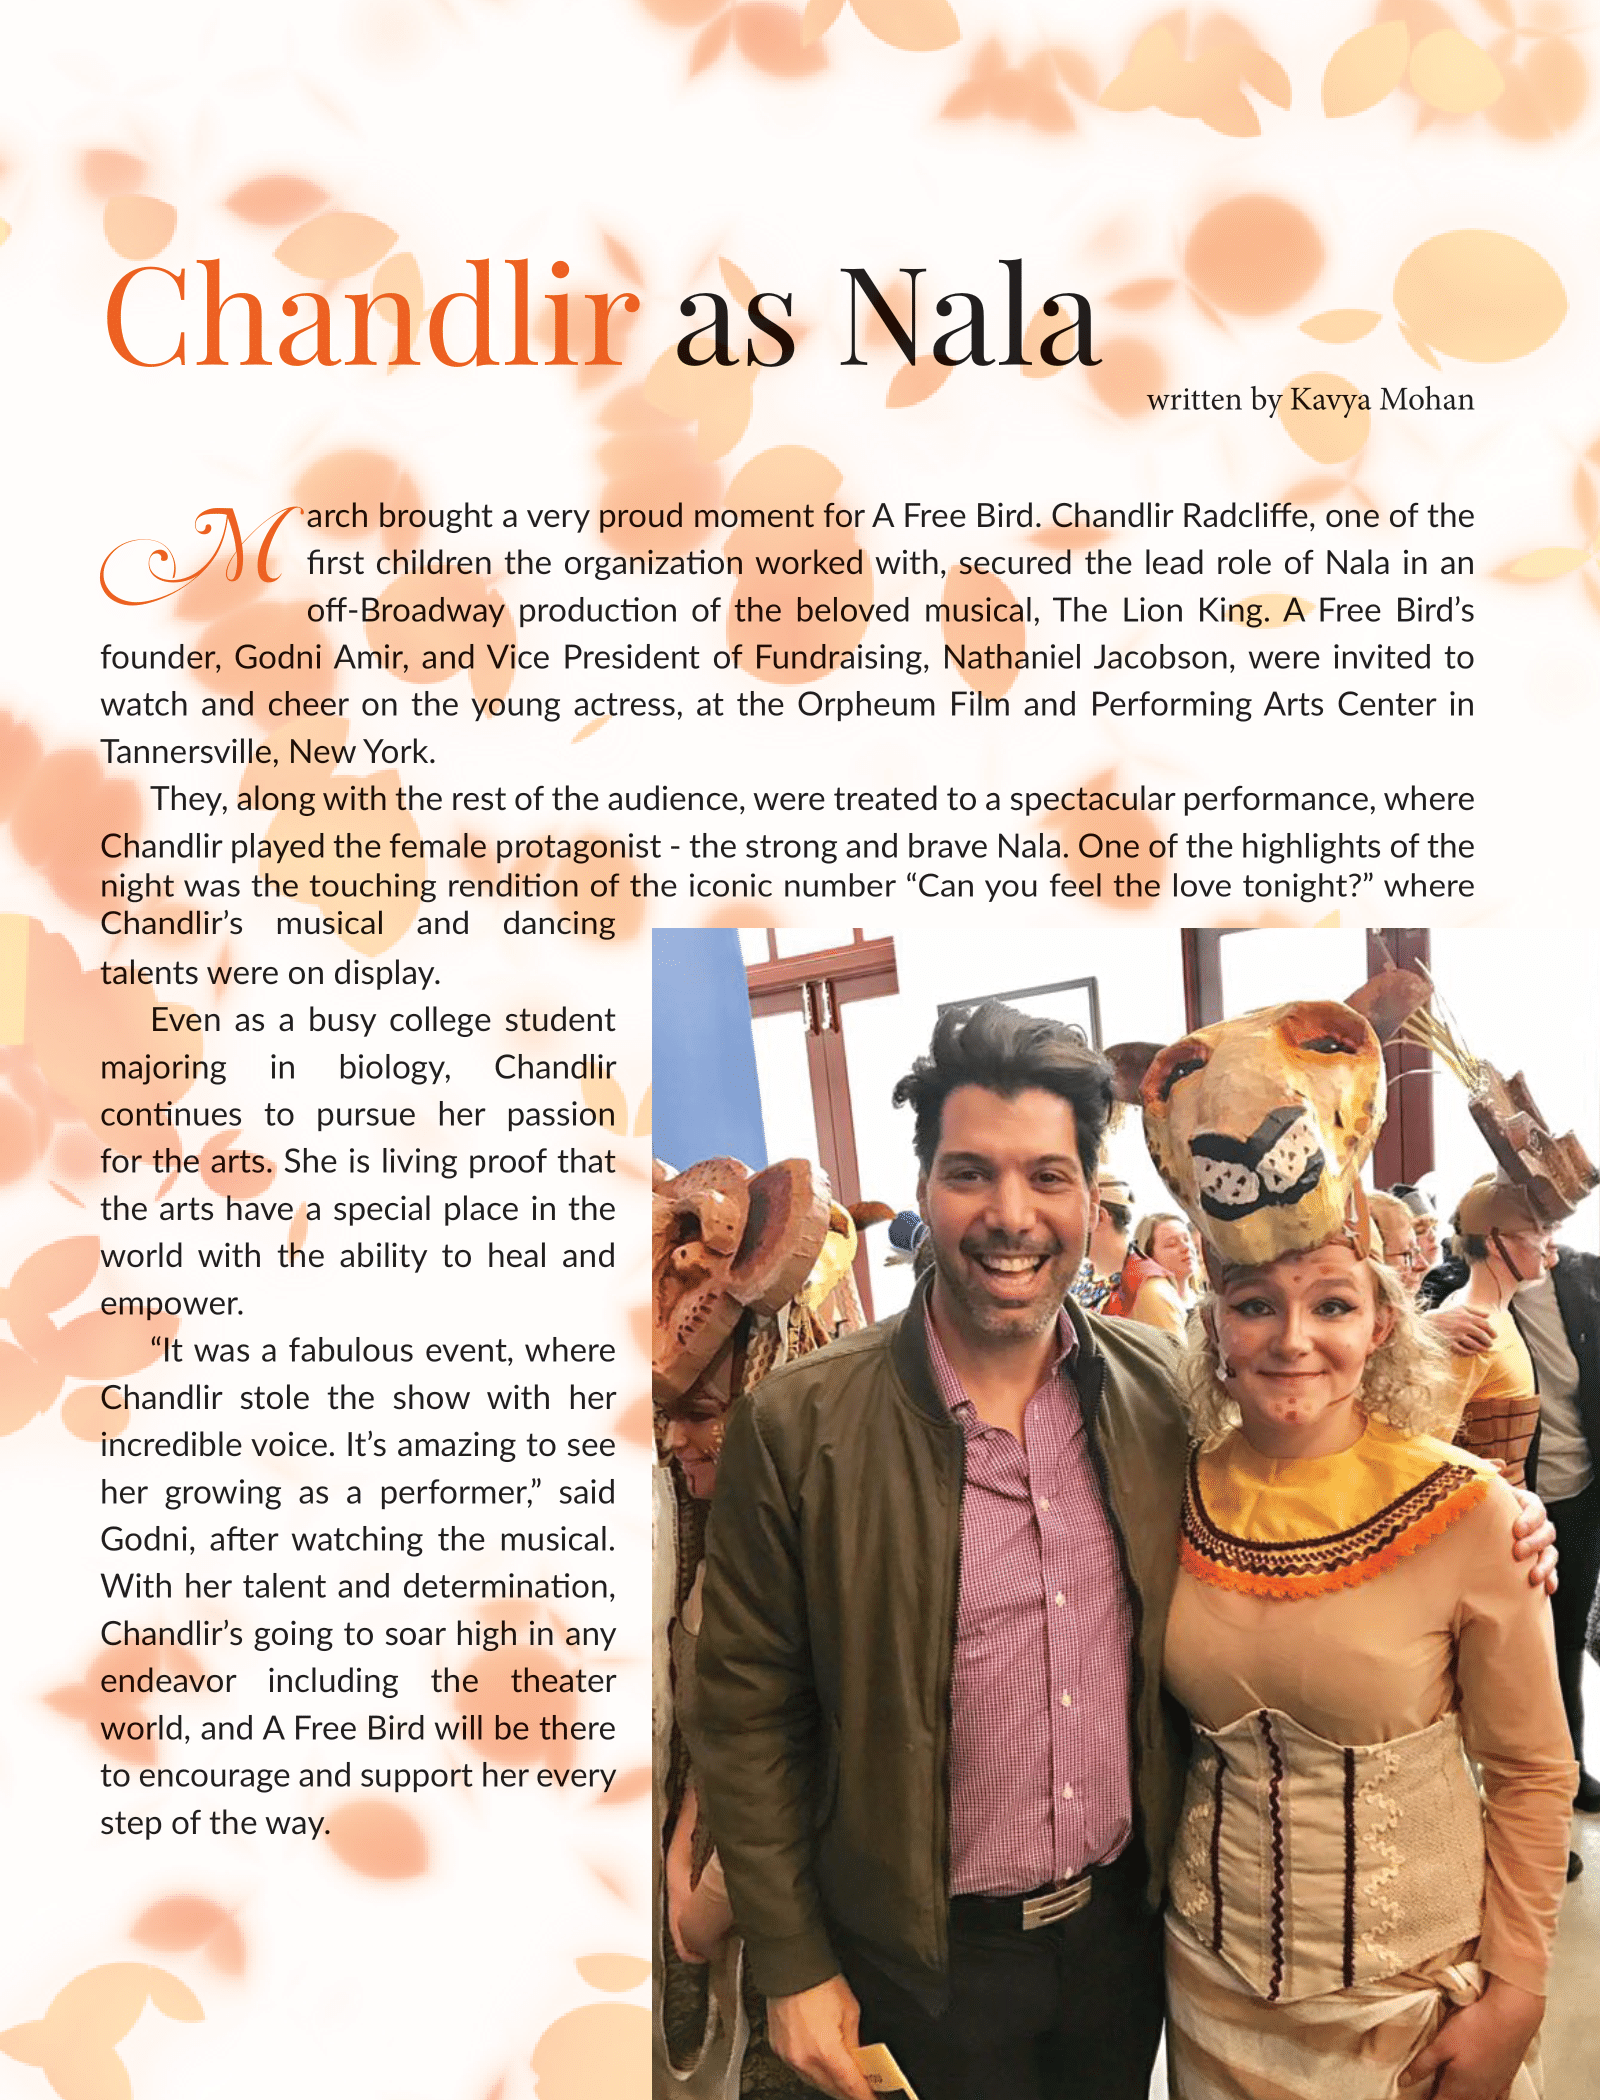 Chandlir as Nala
written by Kavya Mohan
March brought a very proud moment for A Free Bird. Chandlir Radcliffe, one of the
first children the organization worked with, secured the lead role of Nala in an
off-Broadway production of the beloved musical, The Lion King. A Free Bird’s
founder, Godni Amir, and Vice President of Fundraising, Nathaniel Jacobson, were invited to
watch and cheer on the young actress, at the Orpheum Film and Performing Arts Center in
Tannersville, New York.
They, along with the rest of the audience, were treated to a spectacular performance, where
Chandlir played the female protagonist - the strong and brave Nala. One of the highlights of the
night was the touching rendition of the iconic number “Can you feel the love tonight?” where
Chandlir’s musical and dancing
talents were on display.
Even as a busy college student
majoring in biology, Chandlir
continues to pursue her passion
for the arts. She is living proof that
the arts have a special place in the
world with the ability to heal and
empower.
“It was a fabulous event, where
Chandlir stole the show with her
incredible voice. It’s amazing to see
her growing as a performer,” said
Godni, after watching the musical.
With her talent and determination,
Chandlir’s going to soar high in any
endeavor including the theater
world, and A Free Bird will be there
to encourage and support her every
step of the way.